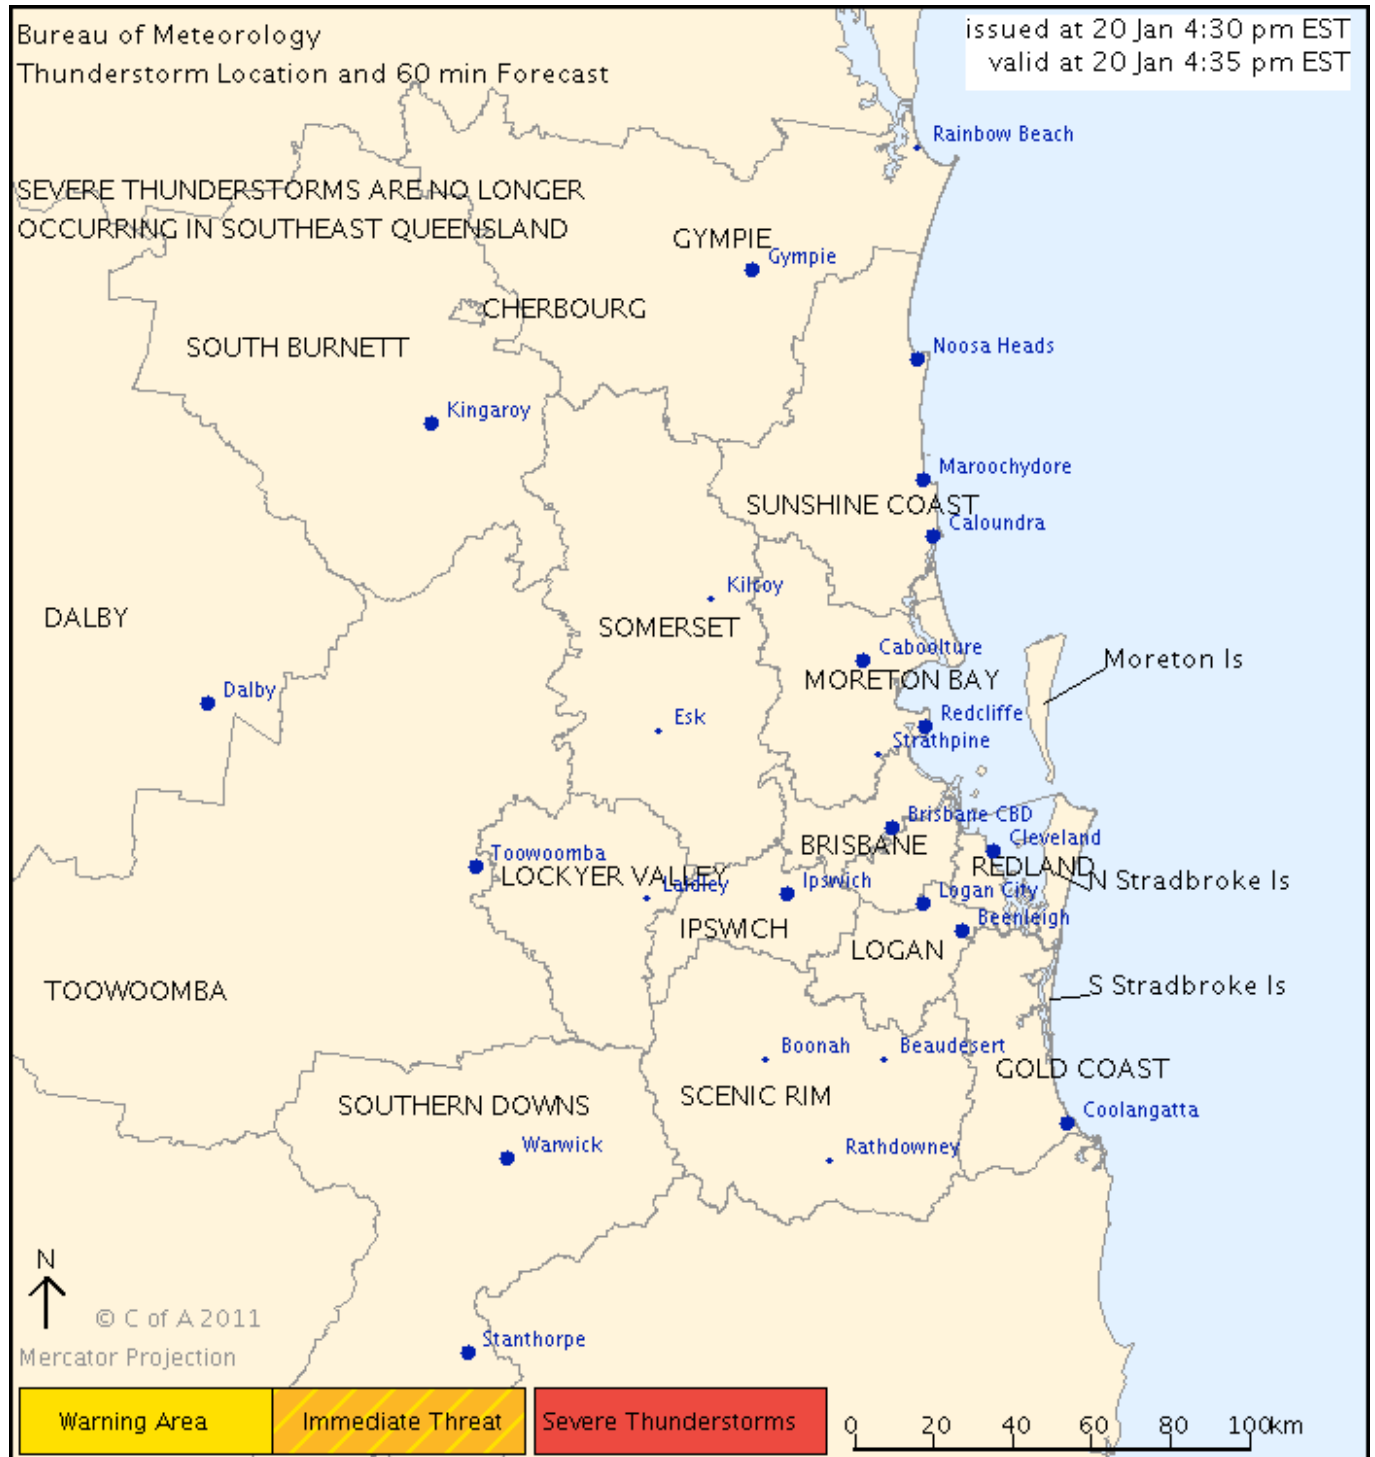 Bureau of Meteorology
Thunderstorm Location and 60 min Forecast
issued at 20 Jan 4:30 pm EST
valid at 20 Jan 4:35 pm EST
Rainbow Beach
SEVERE THUNDERSTORMS ARE NO LONGER
OCCURRING IN SOUTHEAST QUEENSLAND
GYMPIE
Gympie
CHERBOURG
SOUTH BURNETT
Noosa Heads
Kingaroy
Maroochydore
SUNSHINE COAST
Caloundra
Kilcoy
DALBY
SOMERSET
Caboolture
Moreton Is
MORETON BAY
Dalby
Esk
Redcliffe
Strathpine
Brisbane CBD
Cleveland
BRISBANE
Toowoomba
LOCKYER VALLEY
REDLAND
Laidley
Ipswich
Logan City
N Stradbroke Is
Beenleigh
IPSWICH
LOGAN
TOOWOOMBA
S Stradbroke Is
Boonah
Beaudesert
GOLD COAST
SCENIC RIM
SOUTHERN DOWNS
Coolangatta
Warwick
Rathdowney
N
© C of A 2011
Mercator Projection
Stanthorpe
Warning Area
Immediate Threat
Severe Thunderstorms
0 20 40 60 80 100km